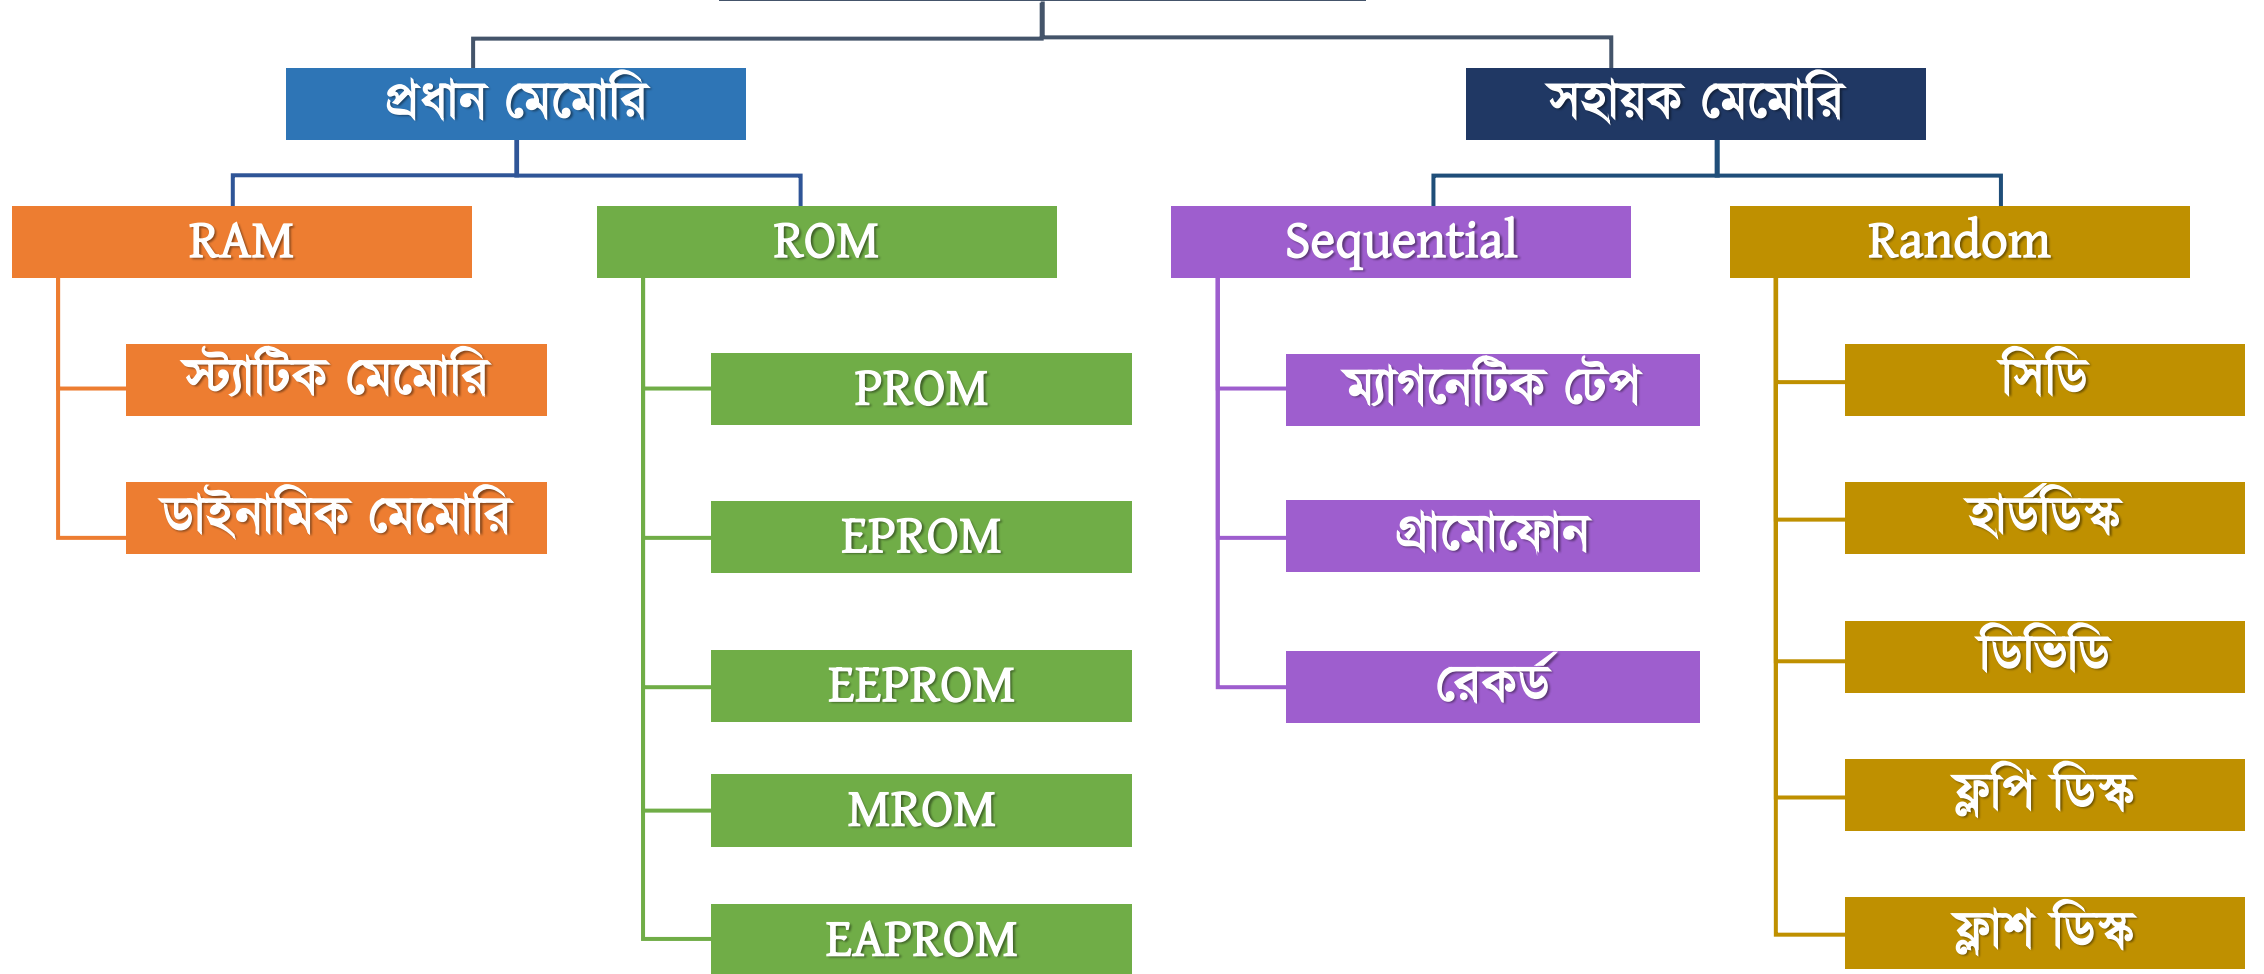 প্রধান মেমোরি
সহায়ক মেমোরি
RAM
ROM
Sequential
Random
স্ট্যাটিক মেমোরি
ডাইনামিক মেমোরি
PROM
EPROM
EEPROM
MROM
EAPROM
ম্যাগনেটিক টেপ
গ্রামোফোন
রেকর্ড
সিডি
হার্ডডিস্ক
ডিভিডি
ফ্লপি ডিস্ক
ফ্লাশ ডিস্ক